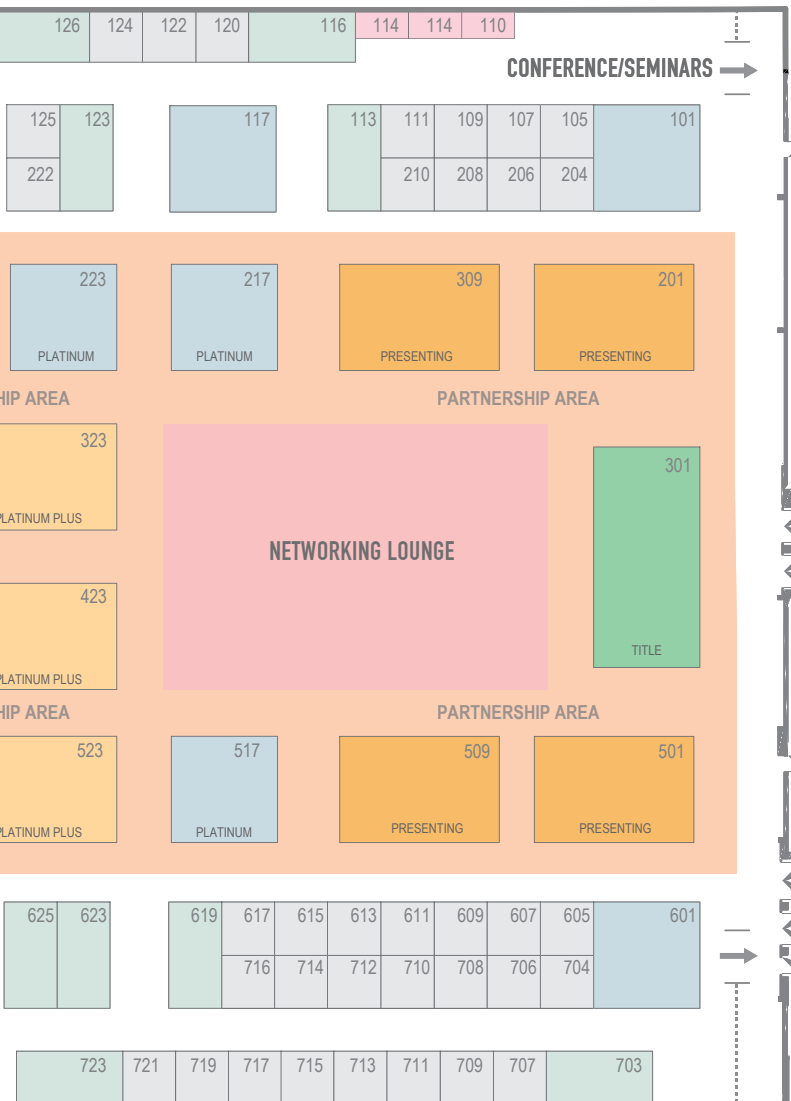 126 124 122 120 116 114 114 110
CONFERENCE/SEMINARS
125 123 117 113 111 109 107 105 101
222 210 208 206 204
223 217 309 201
PLATINUM PLATINUM PRESENTING PRESENTING
HIP AREA PARTNERSHIP AREA
323
301
PLATINUM PLUS
NETWORKING LOUNGE
423
TITLE
PLATINUM PLUS
HIP AREA PARTNERSHIP AREA
523 517 509 501
PLATINUM PLUS PLATINUM PRESENTING PRESENTING
625 623 619 617 615 613 611 609 607 605 601
716 714 712 710 708 706 704
723 721 719 717 715 713 711 709 707 703